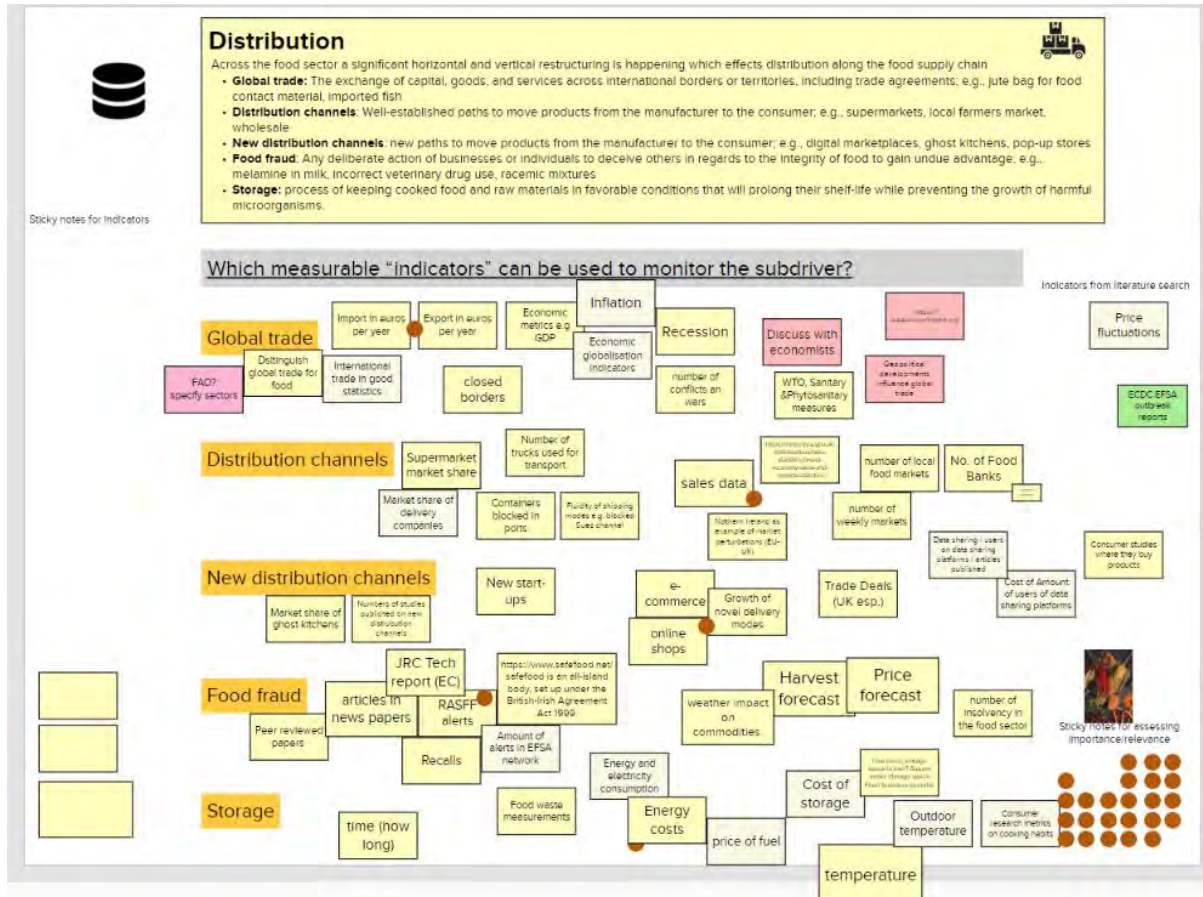 Distribution
Across the food sector a significant horizontal and vertical restructuring is happening which effects distribution along the food supply chain
• Global trade: The exchange of capital, goods, and services across international borders or territories, including trade agreements; e.g., jute bag for food
contact material, imported fish
• Distribution channels: Well-established paths to move products from the manufacturer to the consumer; e.g., supermarkets, local farmers market,
wholesale
• New distribution channels: new paths to move products from the manufacturer to the consumer; e.g., digital marketplaces, ghost kitchens, pop-up stores
• Food fraud: Any deliberate action of businesses or individuals to deceive others in regards to the integrity of food to gain undue advantage; e.g.,
melamine in milk, incorrect veterinary drug use, racemic mixtures
• Storage: process of keeping cooked food and raw materials in favorable conditions that will prolong their shelf-life while preventing the growth of harmful
microorganisms.
Sticky notes for indicators
Which measurable "indicators" can be used to monitor the subdriver?
Indicators from literature search
Global trade
Import in euros
per year
Export in euros
per year
Economic
metrics e.g
GDP
Inflation
Economic
globalisation
indicators
Recession
Discuss with
economists
Geopolitical
developments
influence global
trade
Price
fluctuations
FAO?
specify sectors
Dsitinguish
global trade for
food
International
trade in good
statistics
closed
borders
number of
conflicts an
wars
WTO, Sanitary
&Phytosanitary
measures
ECDC EFSA
outbreak
reports
Distribution channels
Supermarket
market share
Number of
trucks used for
transport
sales data
number of local
food markets
No. of Food
Banks
Market share of
delivery
companies
Containers
blocked in
ports
Fluidity of shipping
modes e.g. blocked
Suez channel
Nothern Ireland as
example of market
perturbations (EU-
UK)
number of
weekly markets
Data sharing / users
on data sharing
platforms / articles
published
Consumer studies
where they buy
products
New distribution channels
Market share of
ghost kitchens
Numbers of studies
published on new
distrubution
channels
New start-
ups
e-
commerce
online
shops
Growth of
novel delivery
modes
Trade Deals
(UK esp.)
Cost of Amount
of users of data
sharing platforms
Food fraud
Peer reviewed
papers
articles in
news papers
JRC Tech
report (EC)
RASFF
alerts
Recalls
https://www.safefood.net/
safefood is an all-island
body, set up under the
British-Irish Agreement
Act 1999.
Amount of
alerts in EFSA
network
weather impact
on
commodities
Harvest
forecast
Price
forecast
number of
insolvency in
the food sector
Sticky notes for assessing
importance/relevance
Storage
time (how
long)
Food waste
measurements
Energy and
electricity
consumption
Energy
costs
price of fuel
Cost of
storage
temperature
Outdoor
temperature
Consumer
research metrics
on cooking habits